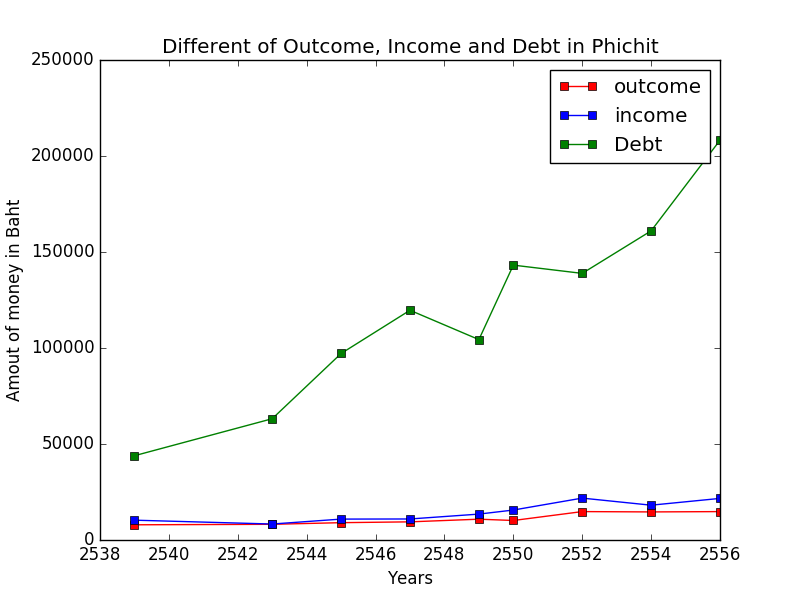 Different of Outcome, Income and Debt in Phichit
250000
200000
150000
100000
50000
0
Amout of money in Baht
outcome
income
Debt
2538 2540 2542 2544 2546 2548 2550 2552 2554 2556
Years